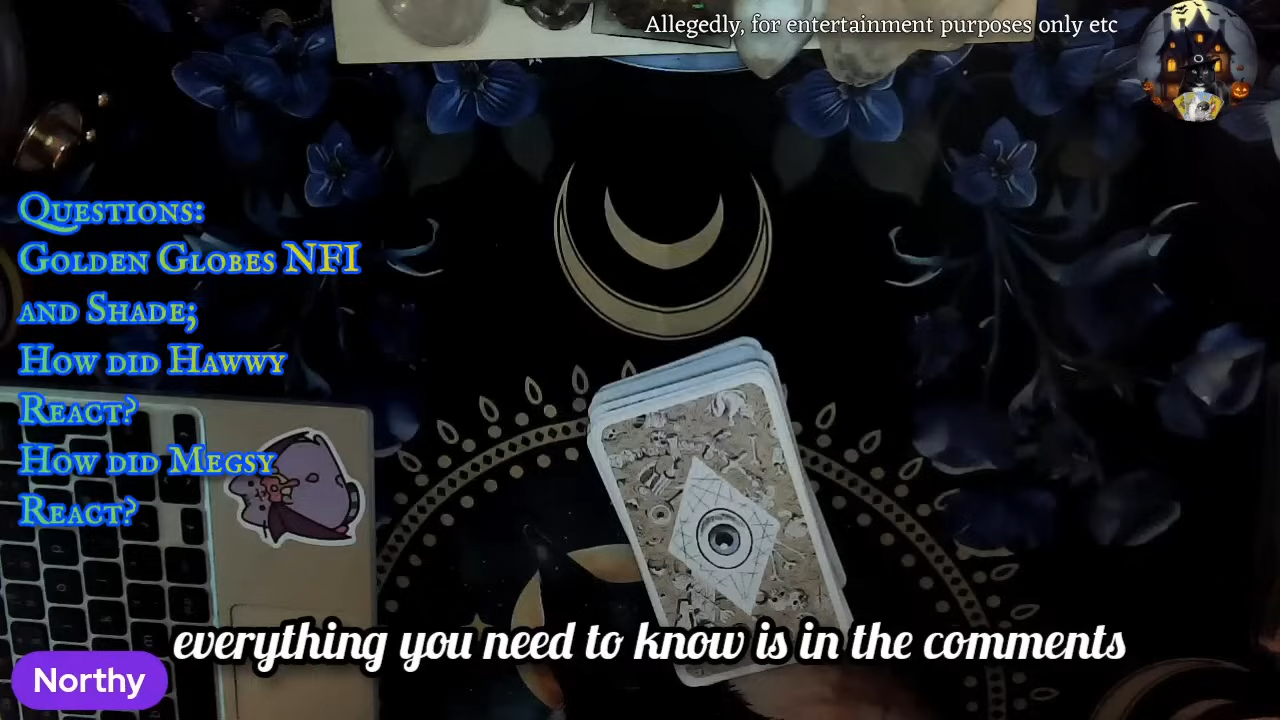 Allegedly, for entertainment purposes only etc
Questions:
Golden Globes NFI
and Shade;
How did Hawwy
React?
How did Megsy
React?
everything you need to know is in the comments
Northy